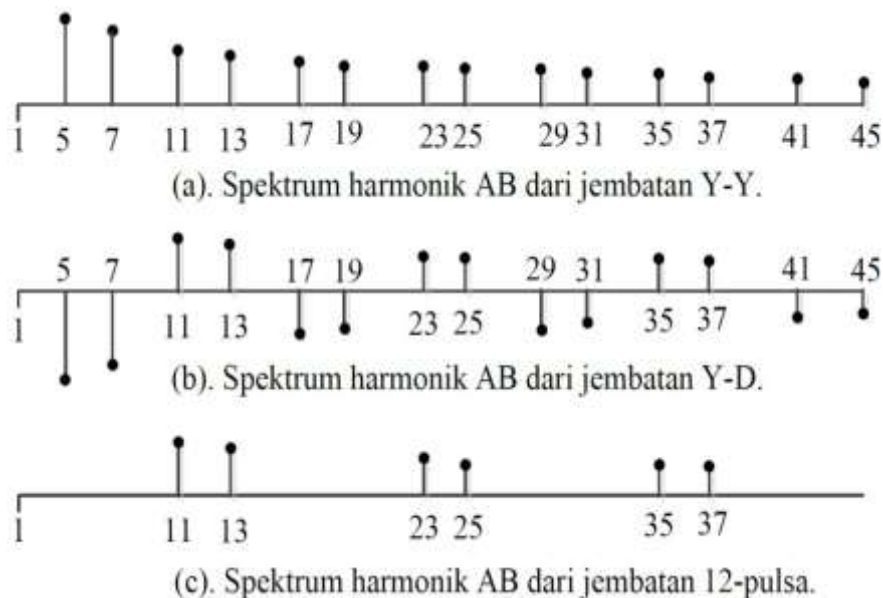 1 5 7 11 13 17 19 23 25 29 31 35 37 41 45
(a). Spektrum harmonik AB dari jembatan Y-Y.
5 7 17 19 29 31 41 45
1 11 13 23 25 35 37
(b). Spektrum harmonik AB dari jembatan Y-D.
1 11 13 23 25 35 37
(c). Spektrum harmonik AB dari jembatan 12-pulsa.